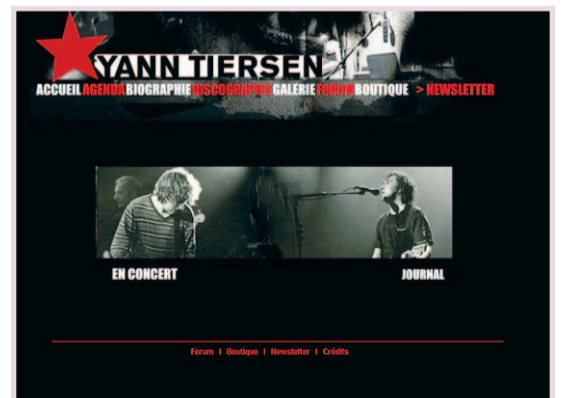 YANN TIERSEN
ACCUEIL AGENDA BIOGRAPHIE DISCOGRAPHIE GALERIE FORUM BOUTIQUE > NEWSLETTER
EN CONCERT JOURNAL
Forum | Boutique | Newsletter | Crédits